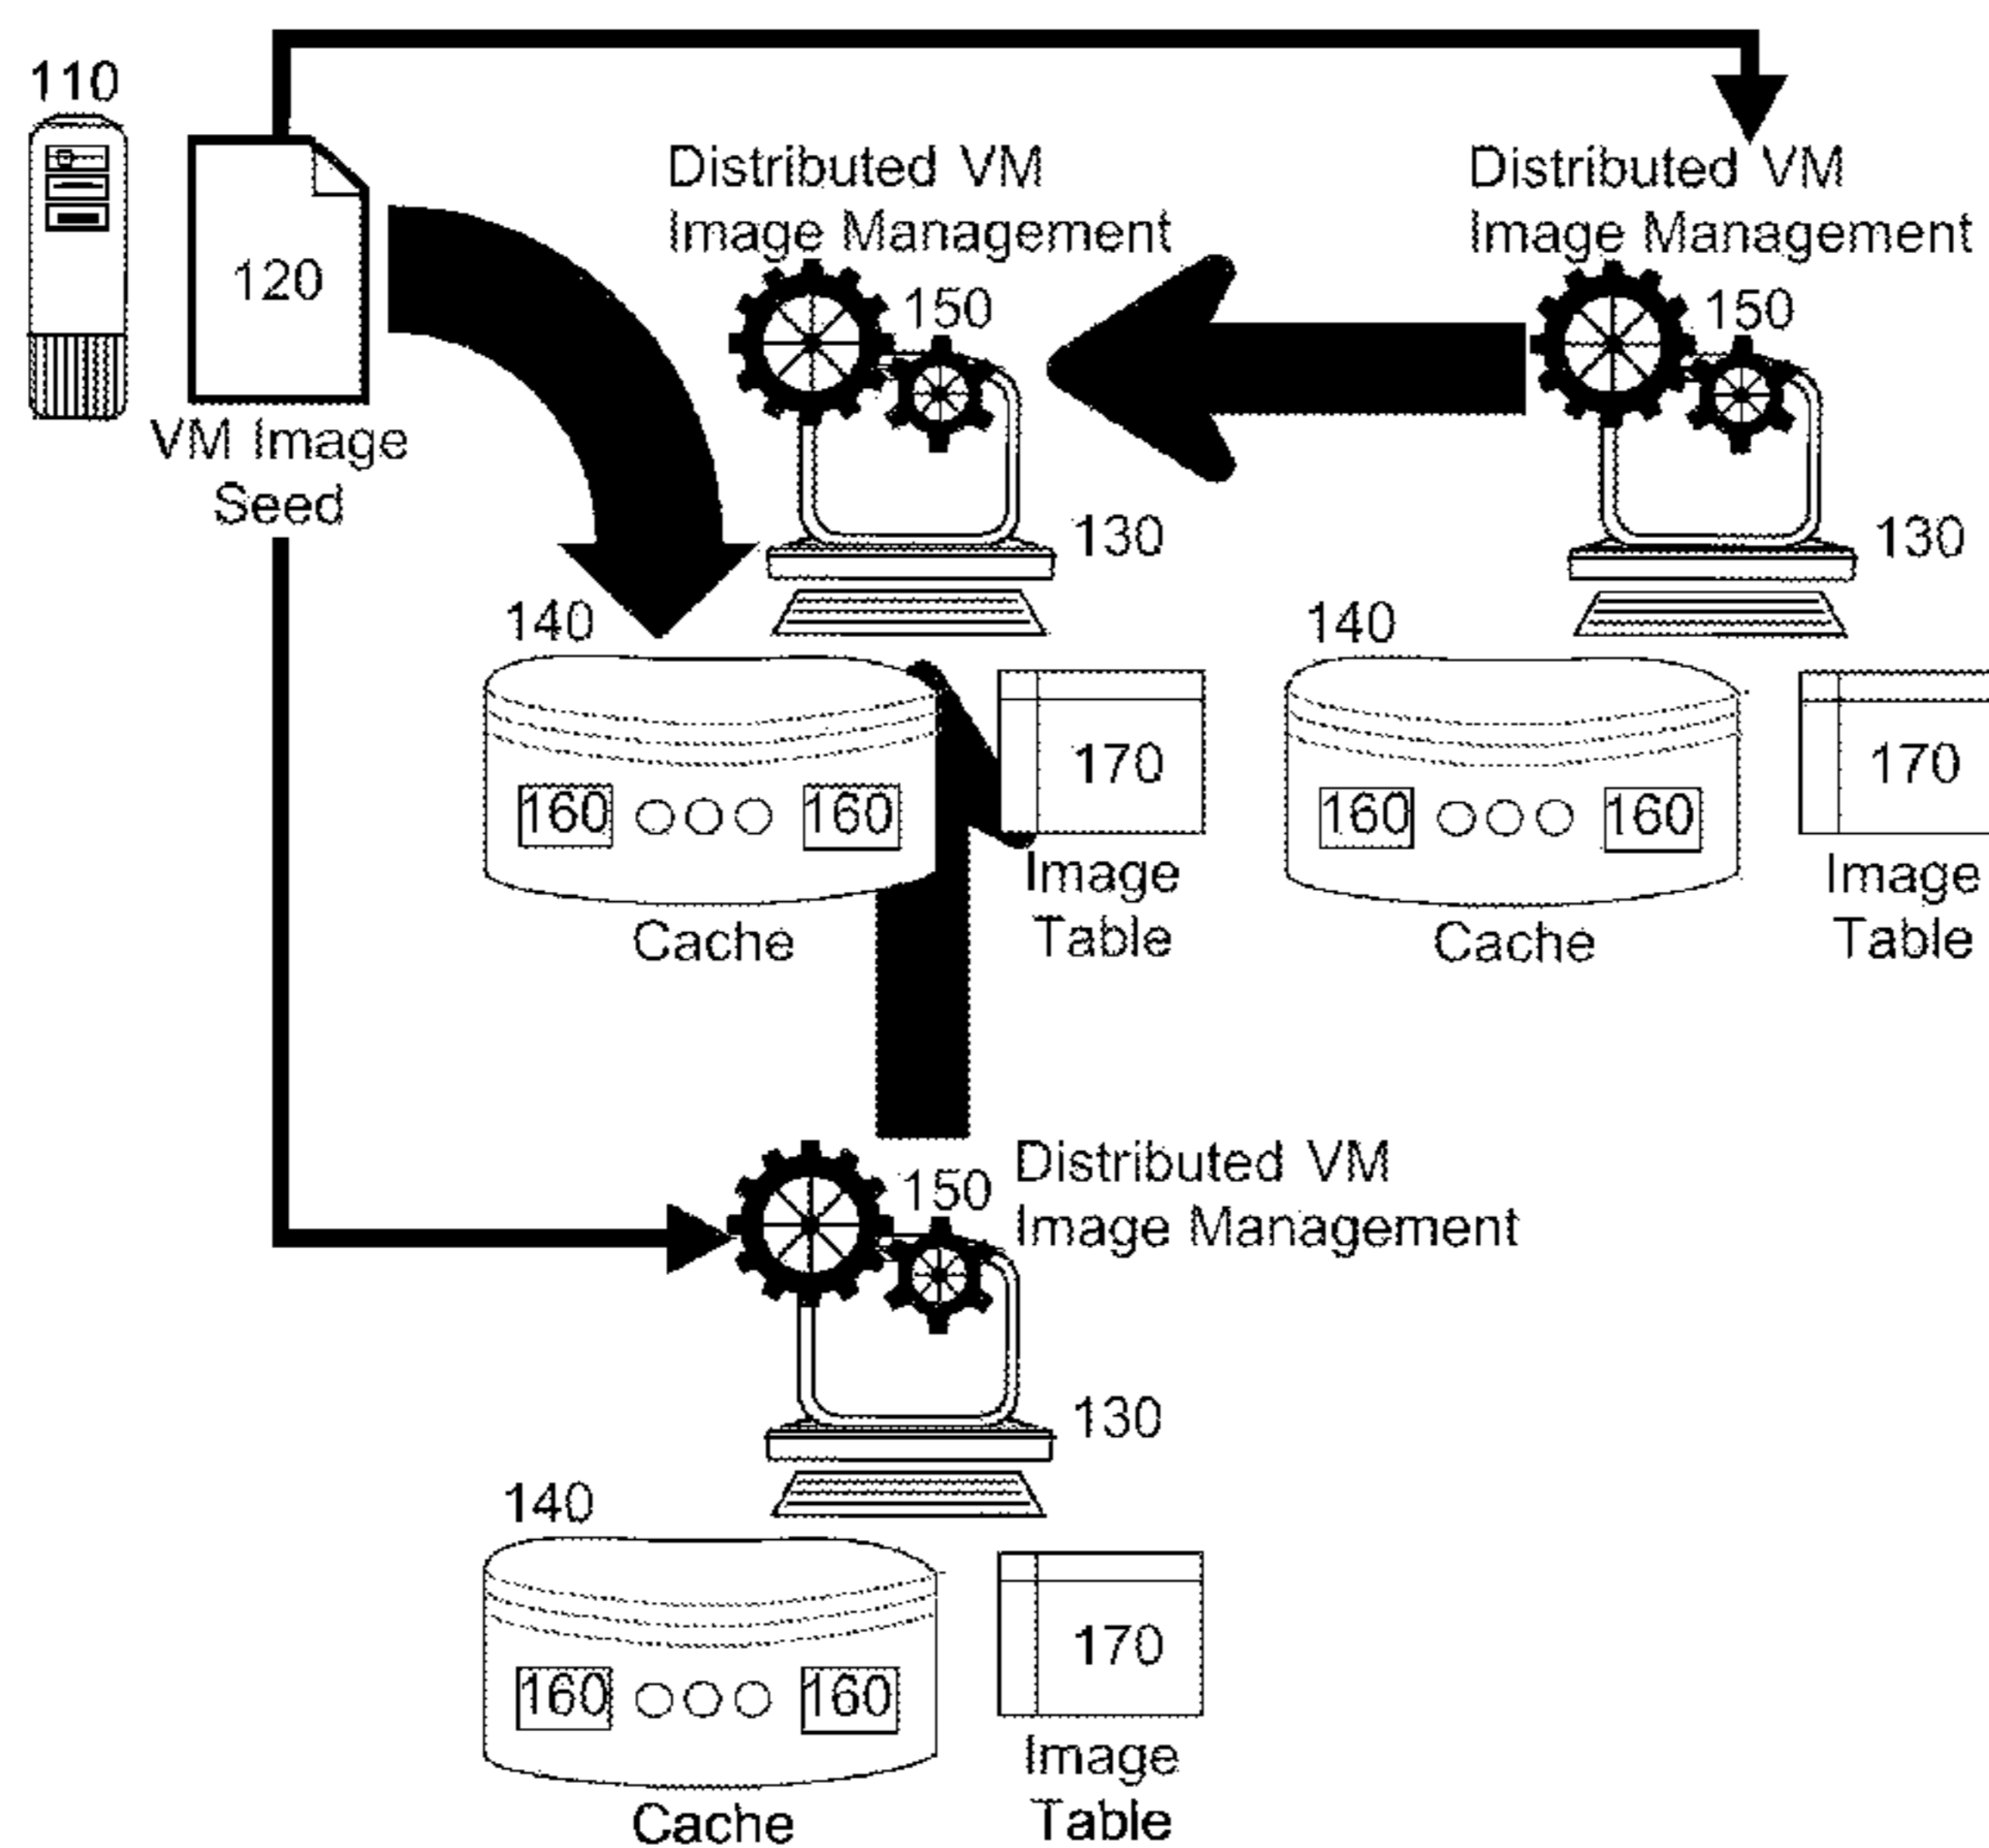 110
120
VM Image
Seed
Distributed VM
Image Management
150
130
140
160
160
Cache
170
Image
Table
Distributed VM
Image Management
150
130
140
160
160
Cache
170
Image
Table
Distributed VM
Image Management
150
130
140
160
160
Cache
170
Image
Table